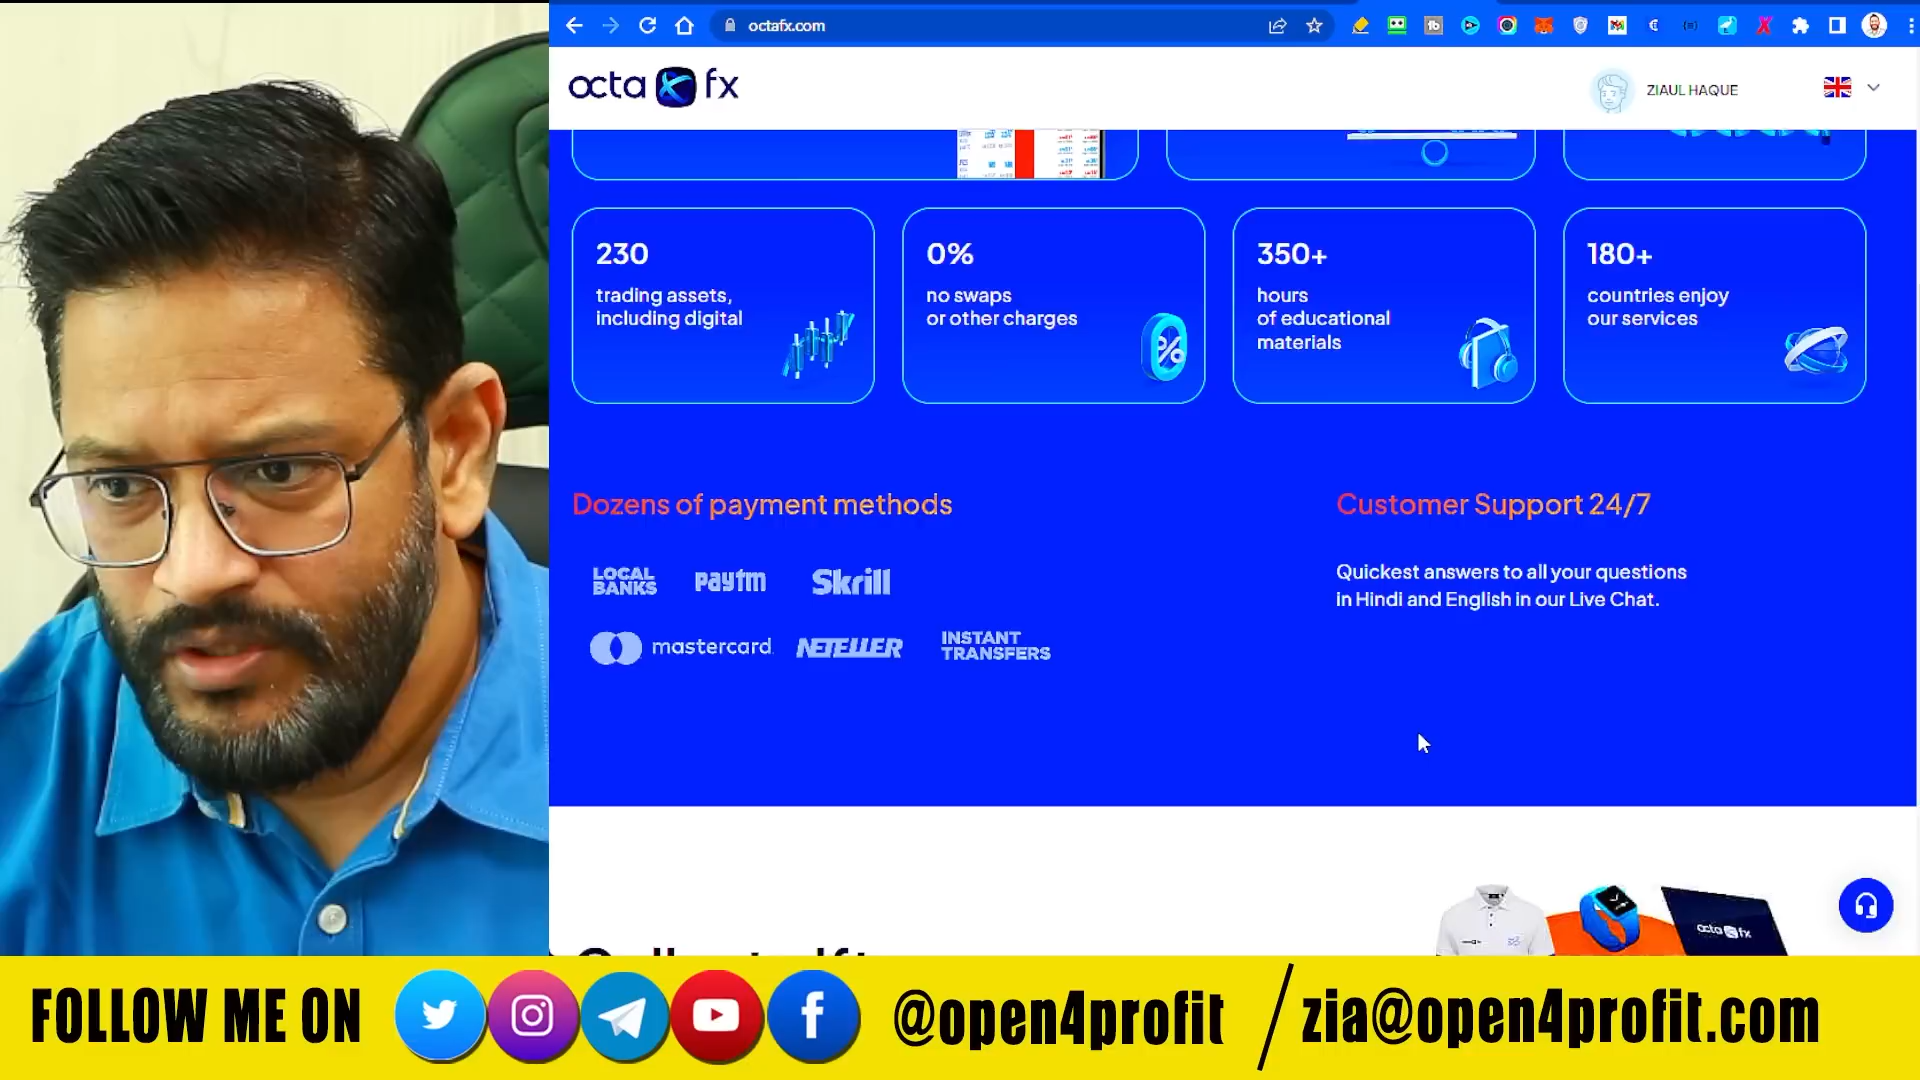 octafx.com
octa fx
ZIAUL HAQUE
230
trading assets,
including digital
0%
no swaps
or other charges
350+
hours
of educational
materials
180+
countries enjoy
our services
Dozens of payment methods
LOCAL
BANKS
paytm
Skrill
mastercard.
NETELLER
INSTANT
TRANSFERS
Customer Support 24/7
Quickest answers to all your questions
in Hindi and English in our Live Chat.
octa fx
FOLLOW ME ON
@open4profit / zia@open4profit.com